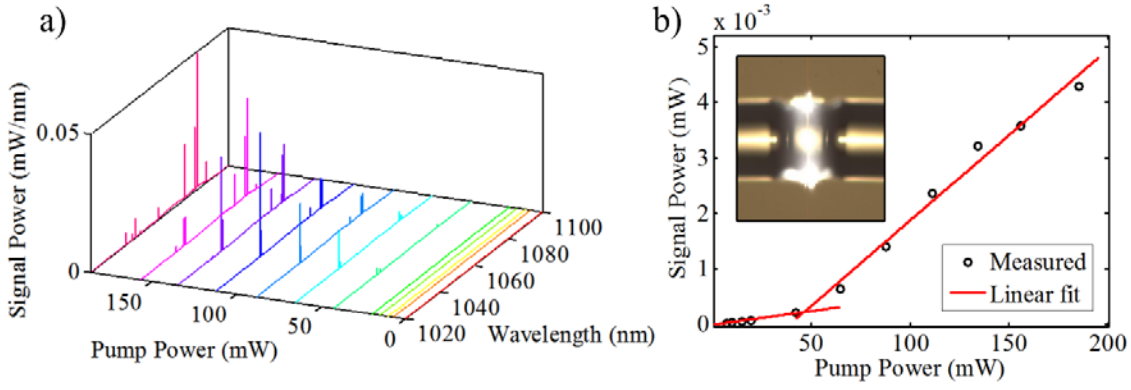 a)
Signal Power (mW/nm)
0.05
0
150
100
50
0
Pump Power (mW)
1020
1040
1060
1080
1100
Wavelength (nm)
b)
x 10⁻³
Signal Power (mW)
5
4
3
2
1
0
50
100
150
200
Pump Power (mW)
Measured
Linear fit